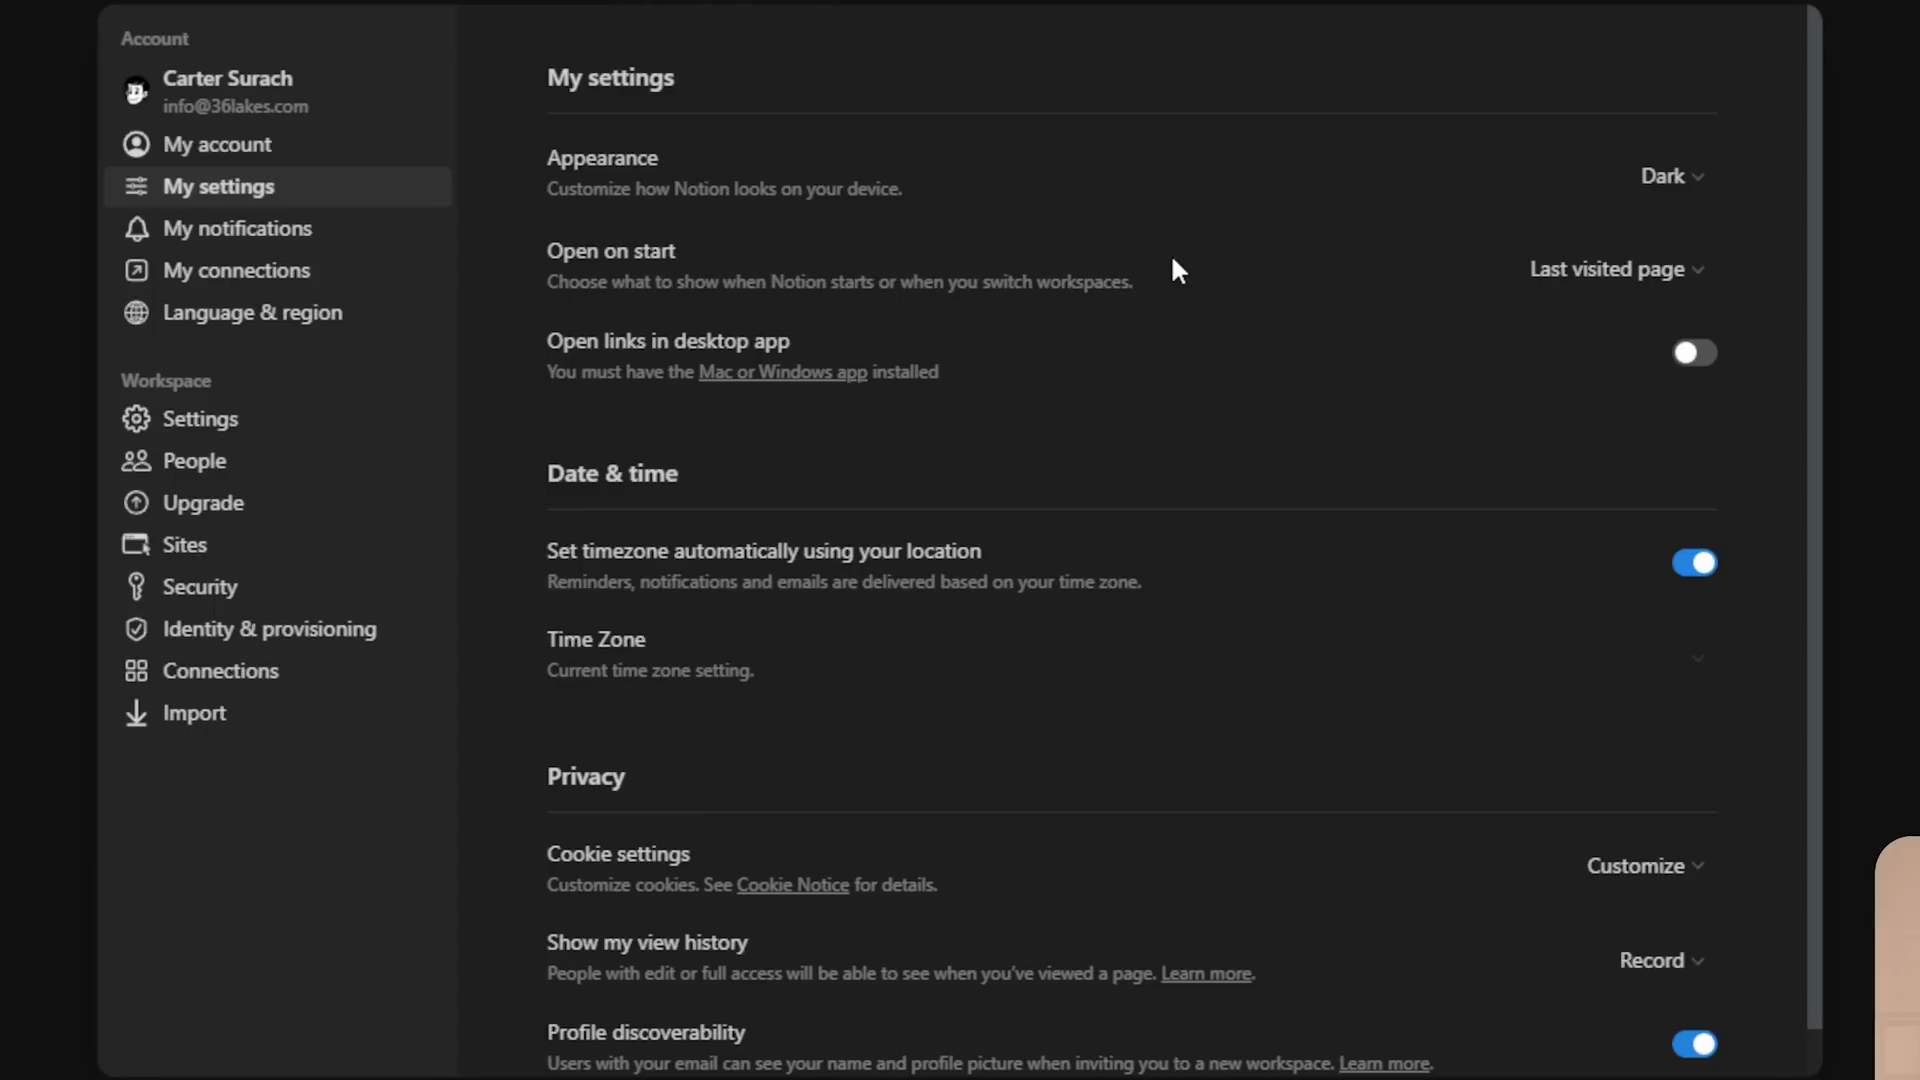 Account
Carter Surach
info@36lakes.com
My account
My settings
My notifications
My connections
Language & region
Workspace
Settings
People
Upgrade
Sites
Security
Identity & provisioning
Connections
Import
My settings
Appearance
Customize how Notion looks on your device.
Dark
Open on start
Choose what to show when Notion starts or when you switch workspaces.
Last visited page
Open links in desktop app
You must have the Mac or Windows app installed
Date & time
Set timezone automatically using your location
Reminders, notifications and emails are delivered based on your time zone.
Time Zone
Current time zone setting.
Privacy
Cookie settings
Customize cookies. See Cookie Notice for details.
Customize
Show my view history
People with edit or full access will be able to see when you've viewed a page. Learn more.
Record
Profile discoverability
Users with your email can see your name and profile picture when inviting you to a new workspace. Learn more.